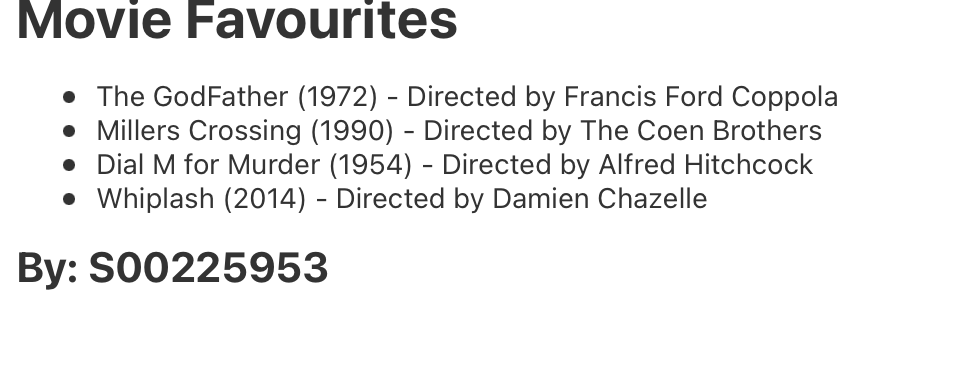 Movie Favourites
The GodFather (1972) - Directed by Francis Ford Coppola
Millers Crossing (1990) - Directed by The Coen Brothers
Dial M for Murder (1954) - Directed by Alfred Hitchcock
Whiplash (2014) - Directed by Damien Chazelle
By: S00225953